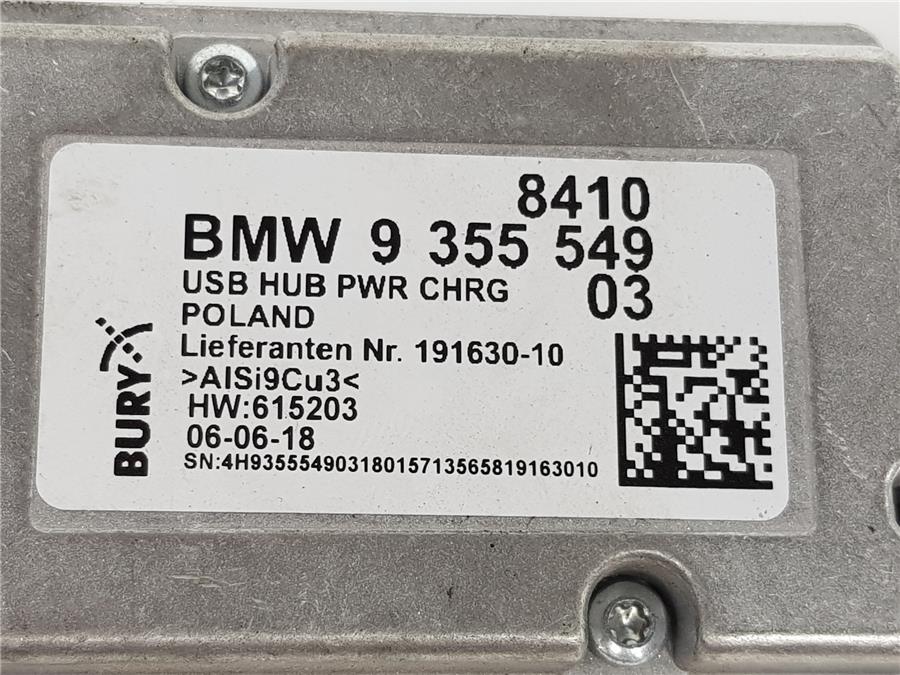 8410
BMW 9 355 549
USB HUB PWR CHRG 03
POLAND
Lieferanten Nr. 191630-10
>AlSi9Cu3<
HW:615203
06-06-18
SN:4H93555490318015713565819163010
BURY